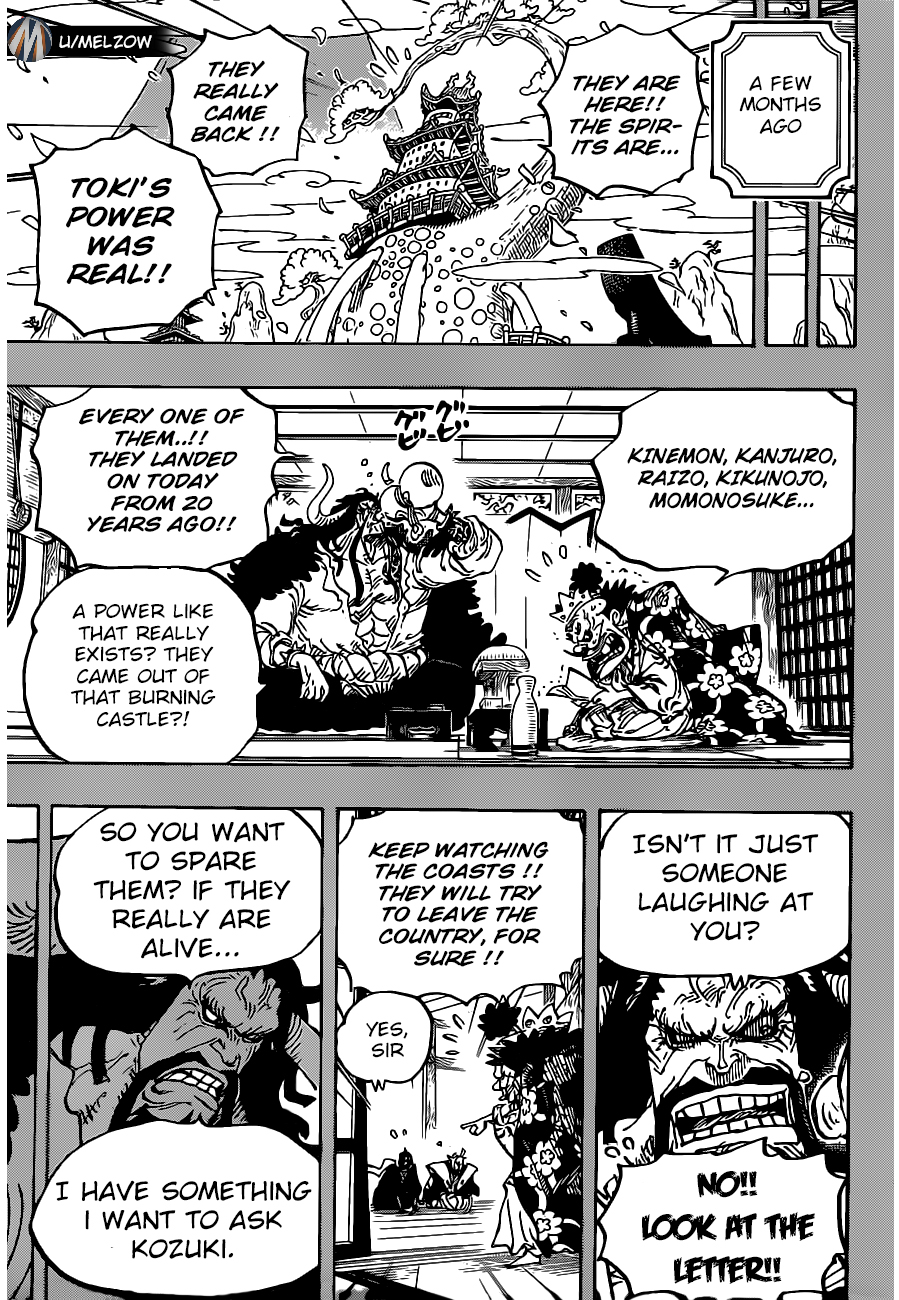 U/MELZOW
A FEW
MONTHS
AGO
THEY ARE
HERE!!
THE SPIR-
ITS ARE...
THEY
REALLY
CAME
BACK !!
TOKI'S
POWER
WAS
REAL!!
KINEMON, KANJURO,
RAIZO, KIKUNOJO,
MOMONOSUKE...
グビ
グビ
EVERY ONE OF
THEM..!!
THEY LANDED
ON TODAY
FROM 20
YEARS AGO!!
A POWER LIKE
THAT REALLY
EXISTS? THEY
CAME OUT OF
THAT BURNING
CASTLE?!
ISN'T IT JUST
SOMEONE
LAUGHING AT
YOU?
NO!!
LOOK AT THE
LETTER!!
KEEP WATCHING
THE COASTS !!
THEY WILL TRY
TO LEAVE THE
COUNTRY, FOR
SURE !!
YES,
SIR
SO YOU WANT
TO SPARE
THEM? IF THEY
REALLY ARE
ALIVE...
I HAVE SOMETHING
I WANT TO ASK
KOZUKI.